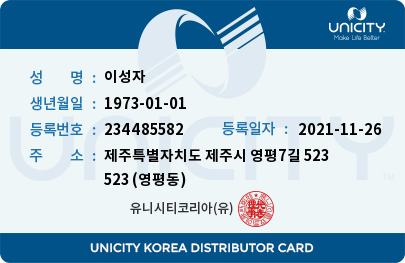 UNICITY
Make Life Better
성 명 : 이성자
생년월일 : 1973-01-01
등록번호 : 234485582 등록일자 : 2021-11-26
주 소 : 제주특별자치도 제주시 영평7길 523
523 (영평동)
UNICITY
TM
유니시티코리아(유)
UNICITY KOREA DISTRIBUTOR CARD